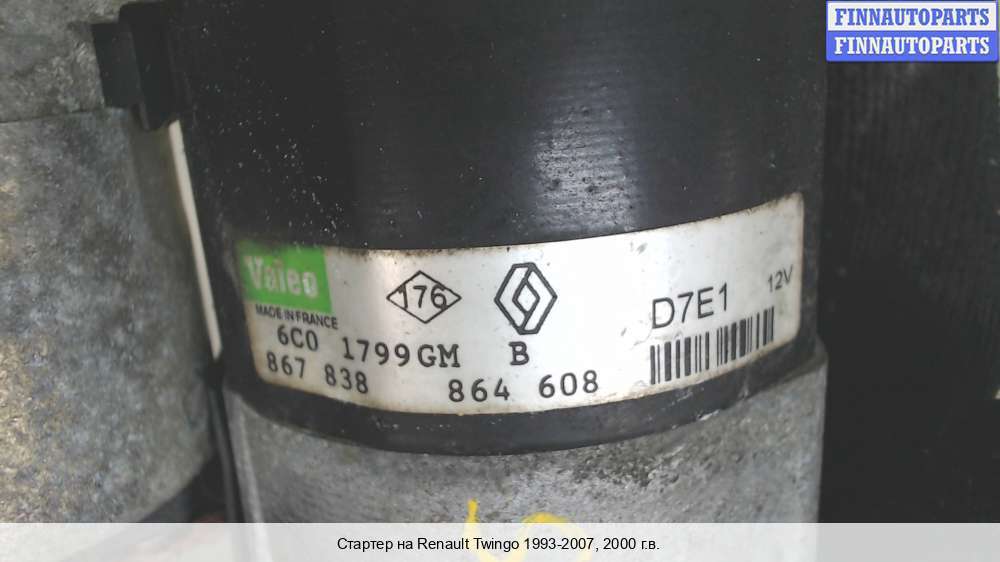 FINNAUTOPARTS
FINNAUTOPARTS
Valeo
MADE IN FRANCE
176
D7E1
12V
6C0 1799GM B
867 838 864 608
Стартер на Renault Twingo 1993-2007, 2000 г.в.